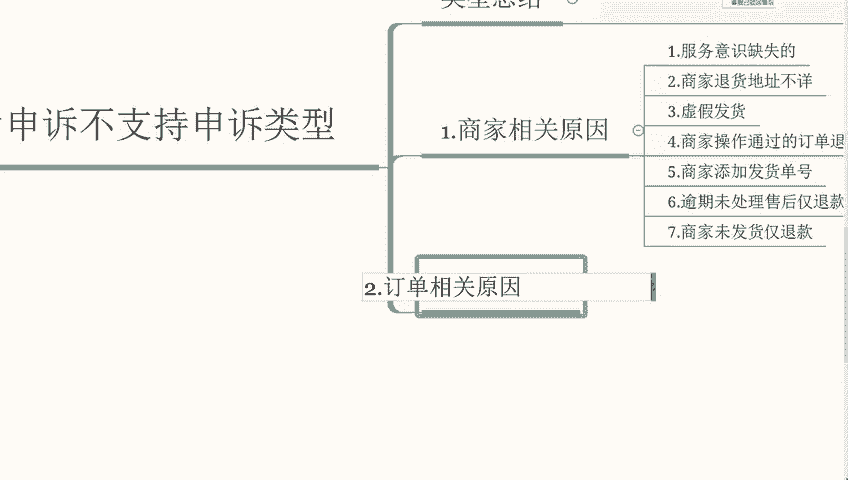 类型总结
申诉不支持申诉类型
1.商家相关原因
1.服务意识缺失的
2.商家退货地址不详
3.虚假发货
4.商家操作通过的订单退
5.商家添加发货单号
6.逾期未处理售后仅退款
7.商家未发货仅退款
2.订单相关原因